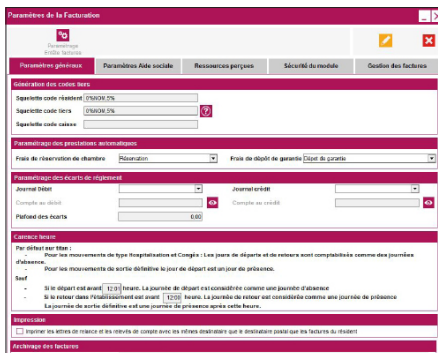 Paramètres de la Facturation
Paramétrage
Entête factures
Paramètres généraux
Paramètres Aide sociale
Ressources perçues
Sécurité du module
Gestion des factures
Génération des codes tiers
Squelette code résident 0%NOM.5%
Squelette code tiers 0%NOM.5%
Squelette code caisse
Paramétrage des prestations automatiques
Frais de réservation de chambre Réservation
Frais de dépôt de garantie Dépôt de garantie
Paramétrage des écarts de règlement
Journal Débit
Journal crédit
Compte au débit
Compte au crédit
Plafond des écarts 0.00
Carence heure
Par défaut sur titan :
- Pour les mouvements de type Hospitalisation et Congés : Les jours de départs et de retours sont comptabilisés comme des journées
d'absence.
- Pour les mouvements de sortie définitive le jour de départ est un jour de présence.
Sauf
- Si le départ est avant 12:01 heure. La journée de départ est considérée comme une journée d'absence
- Si le retour dans l'établissement est avant 12:00 heure. La journée de retour est considérée comme une journée de présence
La journée de sortie définitive est une journée de présence après cette heure.
Impression
Imprimer les lettres de relance et les relevés de compte avec les mêmes destinataire que le destinataire postal que les factures du résident
Archivage des factures